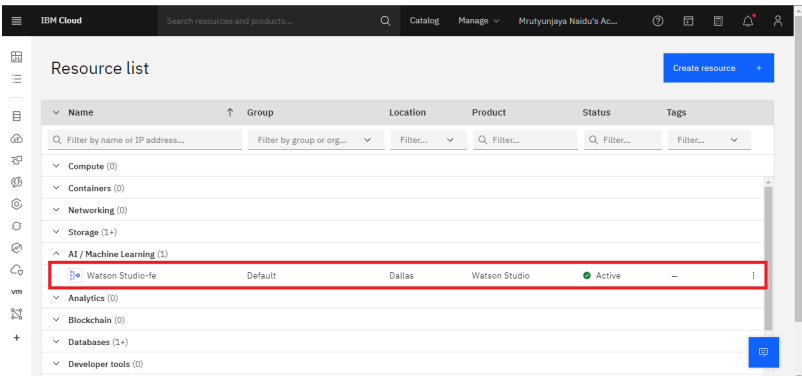 IBM Cloud Search resources and products... Catalog Manage Mrutyunjaya Naidu's Ac...
Resource list
Create resource +
Name Group Location Product Status Tags
Filter by name or IP address... Filter by group or org... Filter... Filter... Filter... Filter...
Compute (0)
Containers (0)
Networking (0)
Storage (1+)
AI / Machine Learning (1)
Watson Studio-fe Default Dallas Watson Studio Active –
Analytics (0)
Blockchain (0)
vm
Databases (1+)
Developer tools (0)